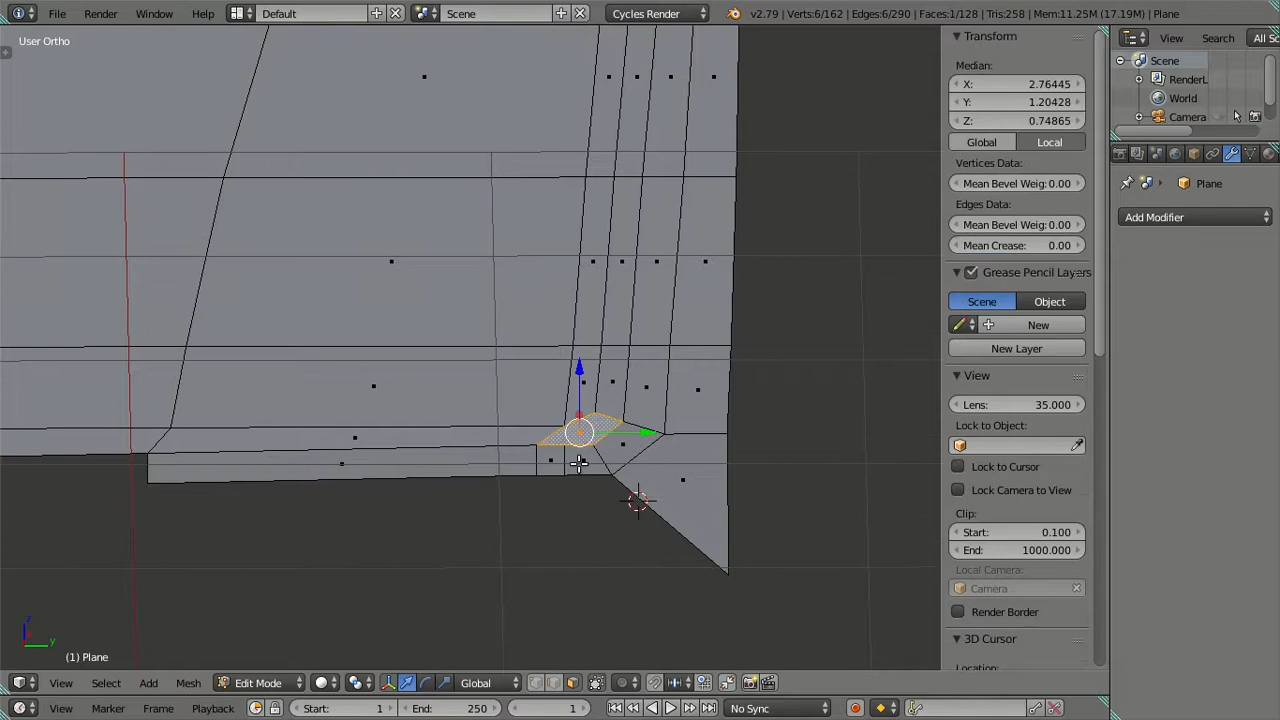 File Render Window Help Default Scene Cycles Render v2.79 | Verts:6/162 | Edges:6/290 | Faces:1/128 | Tris:258 | Mem:11.25M (17.19M) | Plane
User Ortho
Transform
Median:
X: 2.76445
Y: 1.20428
Z: 0.74865
Global Local
Vertices Data:
Mean Bevel Weig: 0.00
Edges Data:
Mean Bevel Weig: 0.00
Mean Crease: 0.00
Grease Pencil Layers
Scene Object
New
New Layer
View
Lens: 35.000
Lock to Object:
Lock to Cursor
Lock Camera to View
Clip:
Start: 0.100
End: 1000.000
Local Camera:
Camera
Render Border
3D Cursor
Location:
View Search All Sc
Scene
RenderL
World
Camera
Plane
Add Modifier
z
y
(1) Plane
View Select Add Mesh Edit Mode Global
View Marker Frame Playback Start: 1 End: 250 1 No Sync